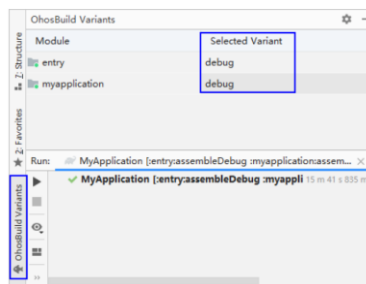 OhosBuild Variants
Module
Selected Variant
entry
debug
myapplication
debug
Z: Structure
2: Favorites
OhosBuild Variants
Run:
MyApplication [:entry:assembleDebug :myapplication:assem...
MyApplication [:entry:assembleDebug :myappli 15 m 41 s 835 m